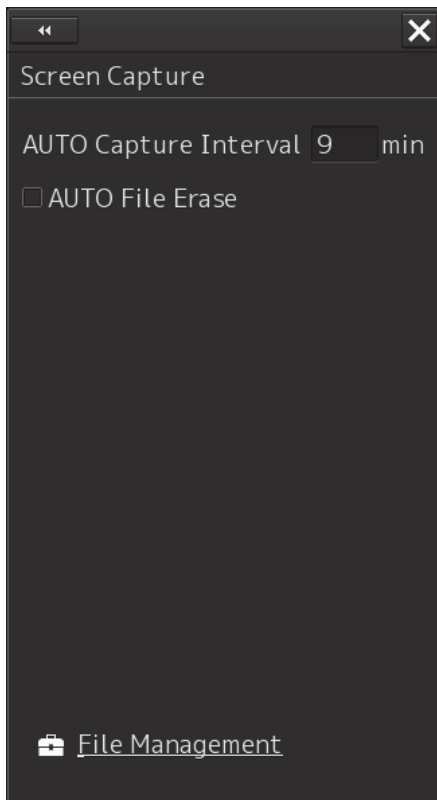 Screen Capture
AUTO Capture Interval 9 min
AUTO File Erase
File Management